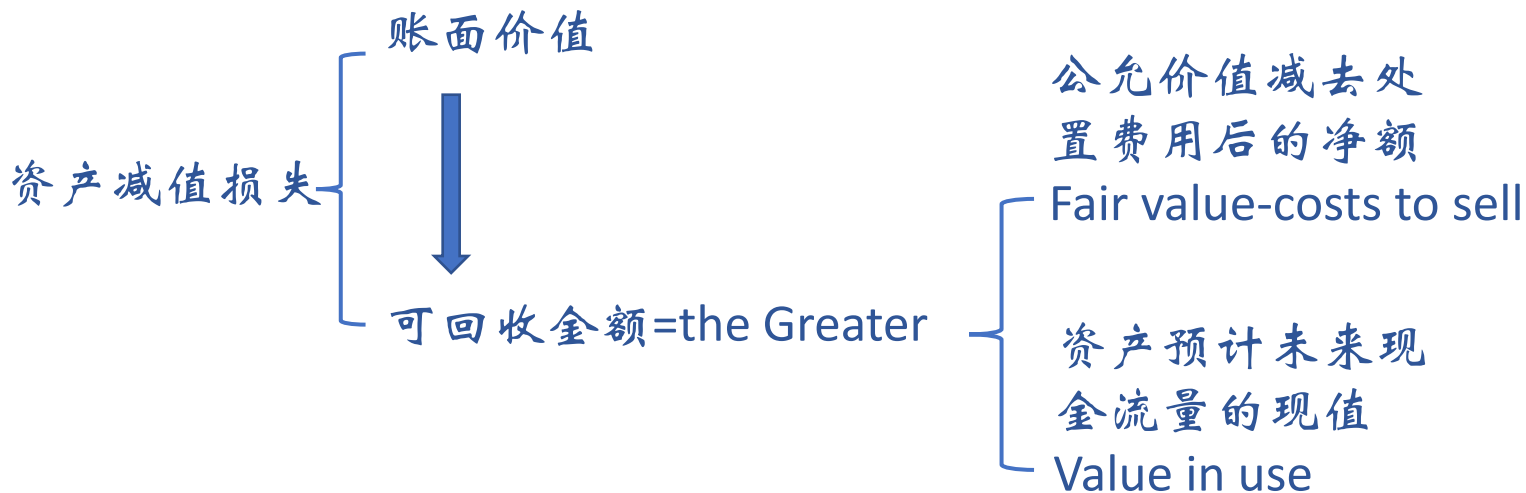 账面价值
公允价值减去处
置费用后的净额
资产减值损失
Fair value-costs to sell
可回收金额=the Greater
资产预计未来现
金流量的现值
Value in use